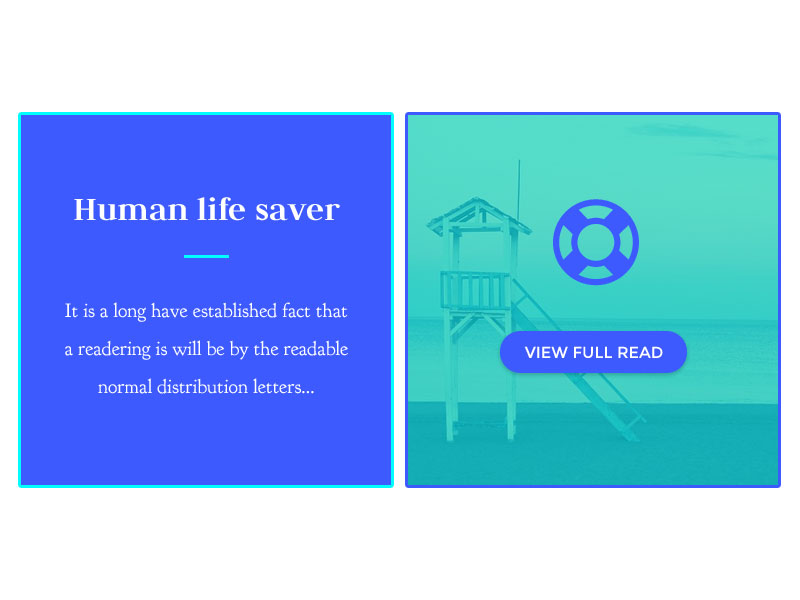 Human life saver
It is a long have established fact that
a readering is will be by the readable
normal distribution letters...
VIEW FULL READ